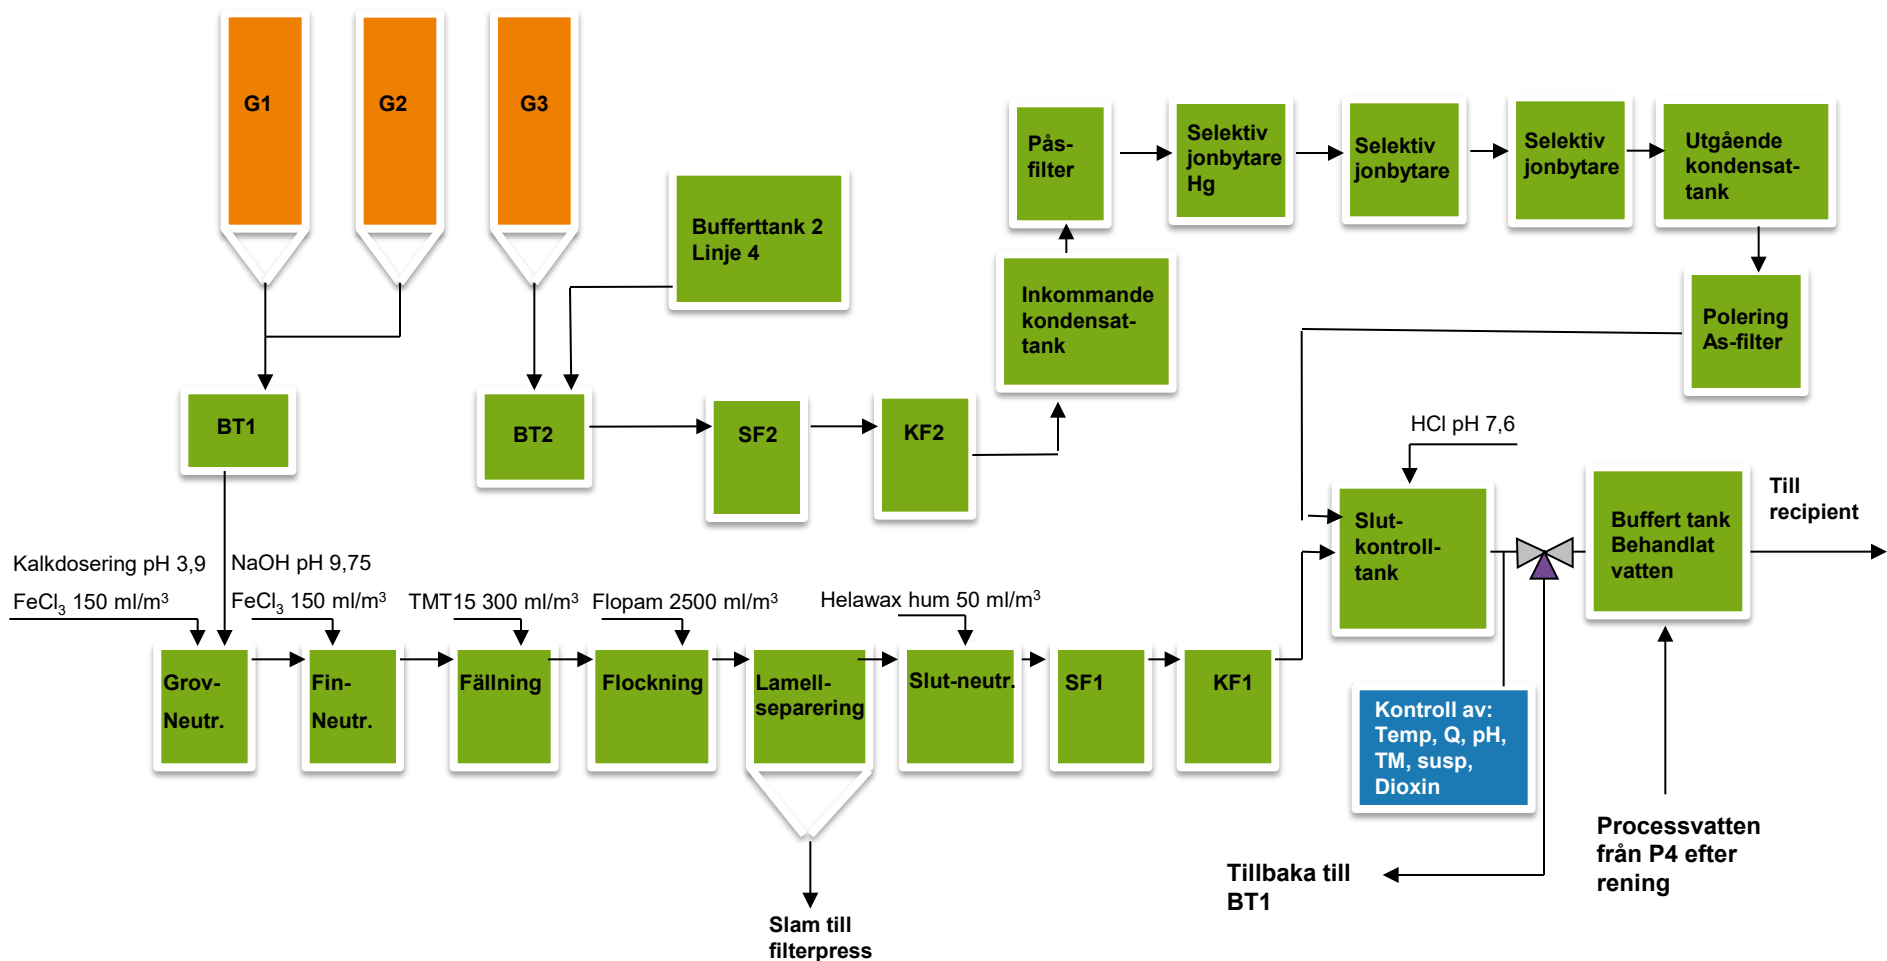 G1
G2
G3
Bufferttank 2
Linje 4
Pås-
filter
Selektiv
jonbytare
Hg
Selektiv
jonbytare
Selektiv
jonbytare
Utgående
kondensat-
tank
Inkommande
kondensat-
tank
Polering
As-filter
BT1
BT2
SF2
KF2
HCl pH 7,6
Slut-
kontroll-
tank
Buffert tank
Behandlat
vatten
Till
recipient
Kalkdosering pH 3,9
FeCl₃ 150 ml/m³
NaOH pH 9,75
FeCl₃ 150 ml/m³
TMT15 300 ml/m³
Flopam 2500 ml/m³
Helawax hum 50 ml/m³
Grov-
Neutr.
Fin-
Neutr.
Fällning
Flockning
Lamell-
separering
Slut-neutr.
SF1
KF1
Kontroll av:
Temp, Q, pH,
TM, susp,
Dioxin
Slam till
filterpress
Tillbaka till
BT1
Processvatten
från P4 efter
rening